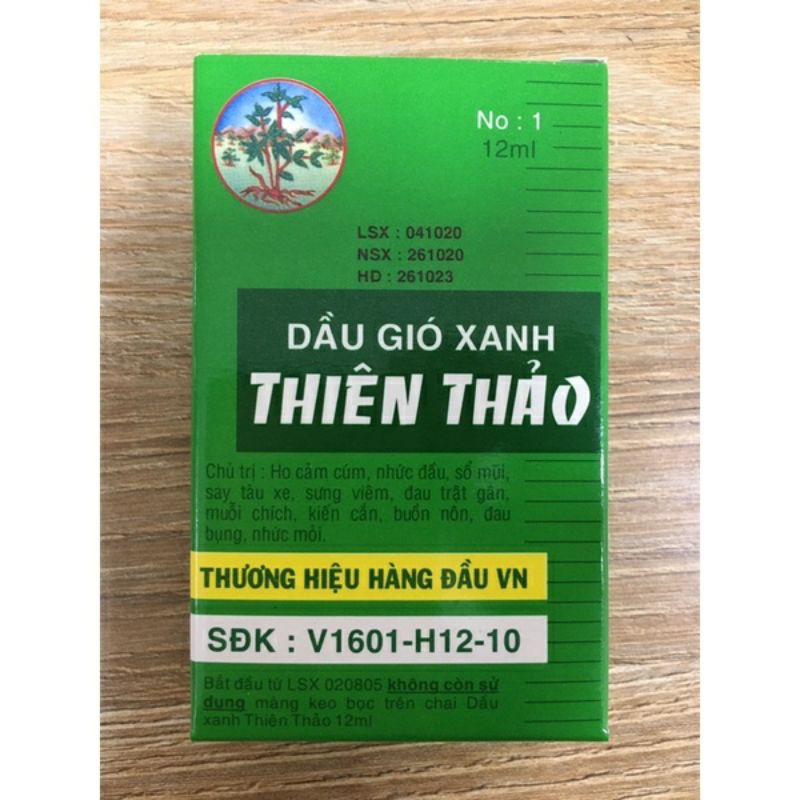 No : 1
12ml
LSX : 041020
NSX : 261020
HD : 261023
DẦU GIÓ XANH
THIÊN THẢO
Chủ trị : Ho cảm cúm, nhức đầu, sổ mũi,
say tàu xe, sưng viêm, đau trật gân,
muỗi chích, kiến cắn, buồn nôn, đau
bụng, nhức mỏi.
THƯƠNG HIỆU HÀNG ĐẦU VN
SĐK : V1601-H12-10
Bắt đầu từ LSX 020805 không còn sử
dụng màng keo bọc trên chai Dầu
xanh Thiên Thảo 12ml